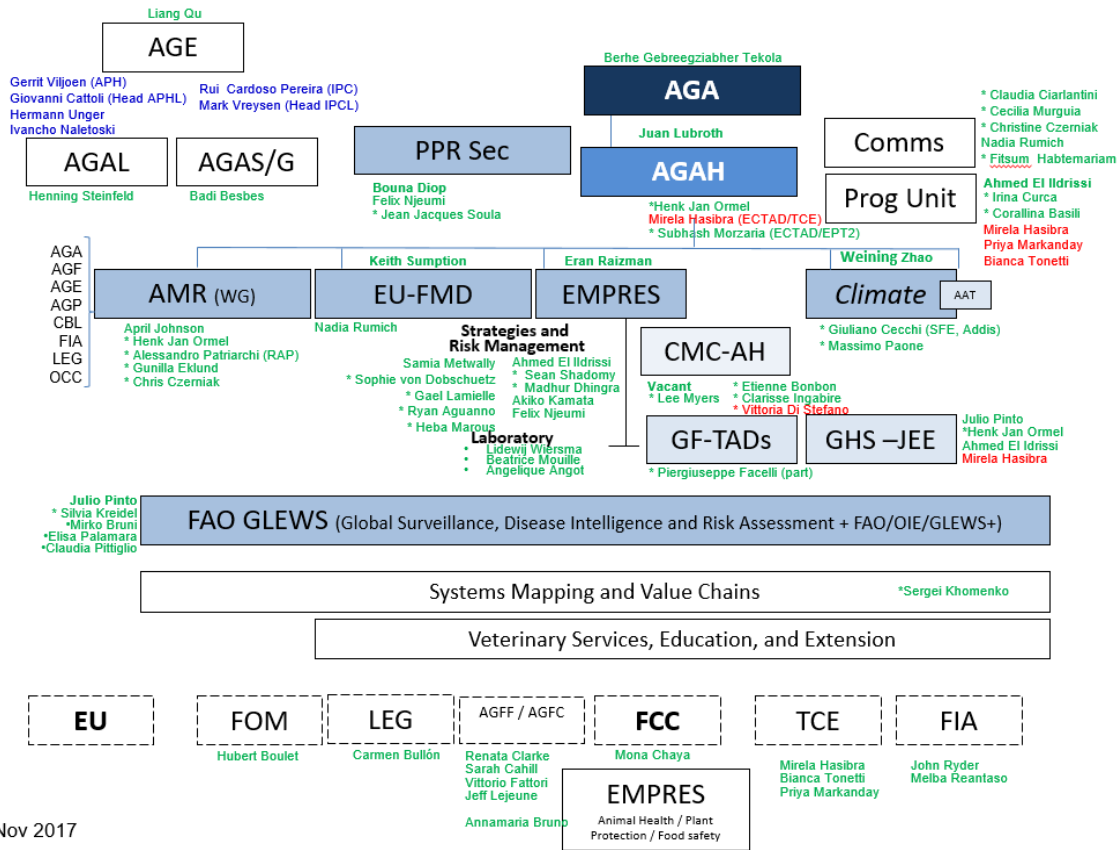 Liang Qu
AGE
Gerrit Viljoen (APH)
Giovanni Cattoli (Head APHL)
Hermann Unger
Ivancho Naletoski
Rui Cardoso Pereira (IPC)
Mark Vreysen (Head IPCL)
AGAL
Henning Steinfeld
AGAS/G
Badi Besbes
PPR Sec
Bouna Diop
Felix Njeumi
* Jean Jacques Soula
Berhe Gebreegziabher Tekola
AGA
Juan Lubroth
AGAH
*Henk Jan Ormel
Mirela Hasibra (ECTAD/TCE)
* Subhash Morzaria (ECTAD/EPT2)
Comms
* Claudia Ciarlantini
* Cecilia Murguia
* Christine Czerniak
Nadia Rumich
* Fitsum Habtemariam
Prog Unit
Ahmed El Ildrissi
* Irina Curca
* Corallina Basili
Mirela Hasibra
Priya Markanday
Bianca Tonetti
AGA
AGF
AGE
AGP
CBL
FIA
LEG
OCC
AMR (WG)
April Johnson
* Henk Jan Ormel
* Alessandro Patriarchi (RAP)
* Gunilla Eklund
* Chris Czerniak
Keith Sumption
EU-FMD
Nadia Rumich
Eran Raizman
EMPRES
Strategies and
Risk Management
Samia Metwally
* Sophie von Dobschuetz
* Gael Lamielle
* Ryan Aguanno
* Heba Marous
Ahmed El Ildrissi
* Sean Shadomy
* Madhur Dhingra
Akiko Kamata
Felix Njeumi
Laboratory
• Lidewij Wiersma
• Beatrice Mouille
• Angelique Angot
Weining Zhao
Climate
AAT
* Giuliano Cecchi (SFE, Addis)
* Massimo Paone
CMC-AH
Vacant
* Lee Myers
* Etienne Bonbon
* Clarisse Ingabire
* Vittoria Di Stefano
GF-TADs
* Piergiuseppe Facelli (part)
GHS –JEE
Julio Pinto
*Henk Jan Ormel
Ahmed El Idrissi
Mirela Hasibra
Julio Pinto
* Silvia Kreidel
•Mirko Bruni
•Elisa Palamara
•Claudia Pittiglio
FAO GLEWS (Global Surveillance, Disease Intelligence and Risk Assessment + FAO/OIE/GLEWS+)
Systems Mapping and Value Chains
*Sergei Khomenko
Veterinary Services, Education, and Extension
EU
FOM
Hubert Boulet
LEG
Carmen Bullón
AGFF / AGFC
Renata Clarke
Sarah Cahill
Vittorio Fattori
Jeff Lejeune
Annamaria Bruno
FCC
Mona Chaya
EMPRES
Animal Health / Plant
Protection / Food safety
TCE
Mirela Hasibra
Bianca Tonetti
Priya Markanday
FIA
John Ryder
Melba Reantaso
Nov 2017